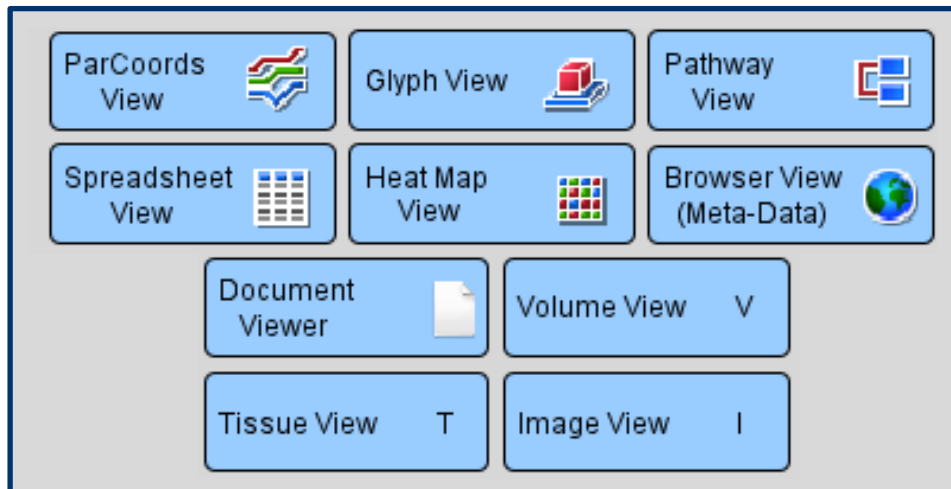 ParCoords
View
Glyph View
Pathway
View
Spreadsheet
View
Heat Map
View
Browser View
(Meta-Data)
Document
Viewer
Volume View V
Tissue View T
Image View I